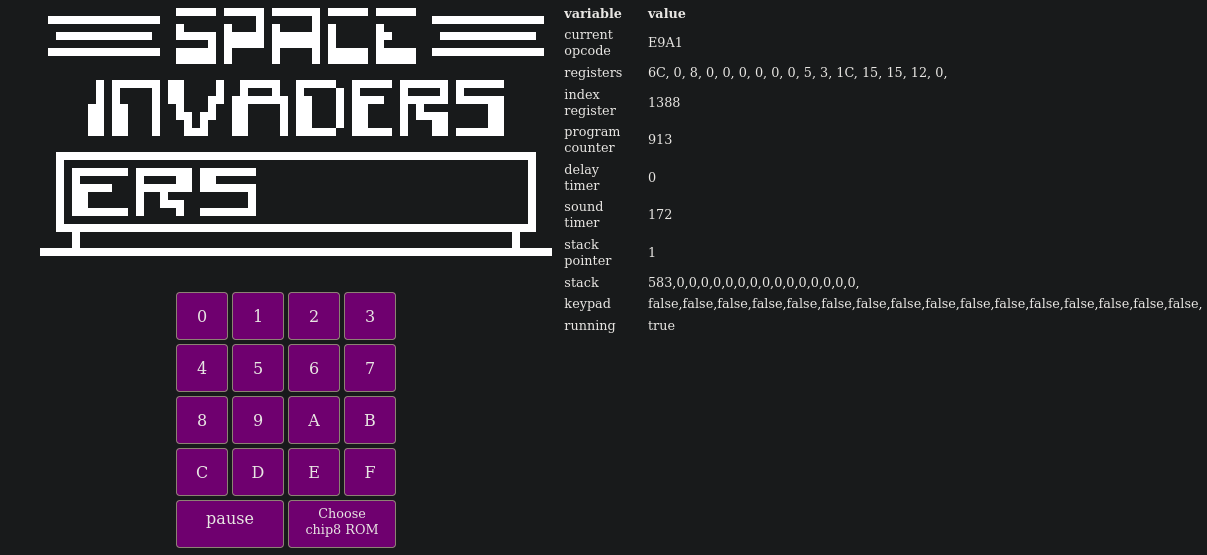 SPACE
INVADERS
ERS
0 1 2 3
4 5 6 7
8 9 A B
C D E F
pause Choose
chip8 ROM
variable value
current
opcode E9A1
registers 6C, 0, 8, 0, 0, 0, 0, 0, 0, 5, 3, 1C, 15, 15, 12, 0,
index
register 1388
program
counter 913
delay
timer 0
sound
timer 172
stack
pointer 1
stack 583,0,0,0,0,0,0,0,0,0,0,0,0,0,0,0,
keypad false,false,false,false,false,false,false,false,false,false,false,false,false,false,false,false,
running true